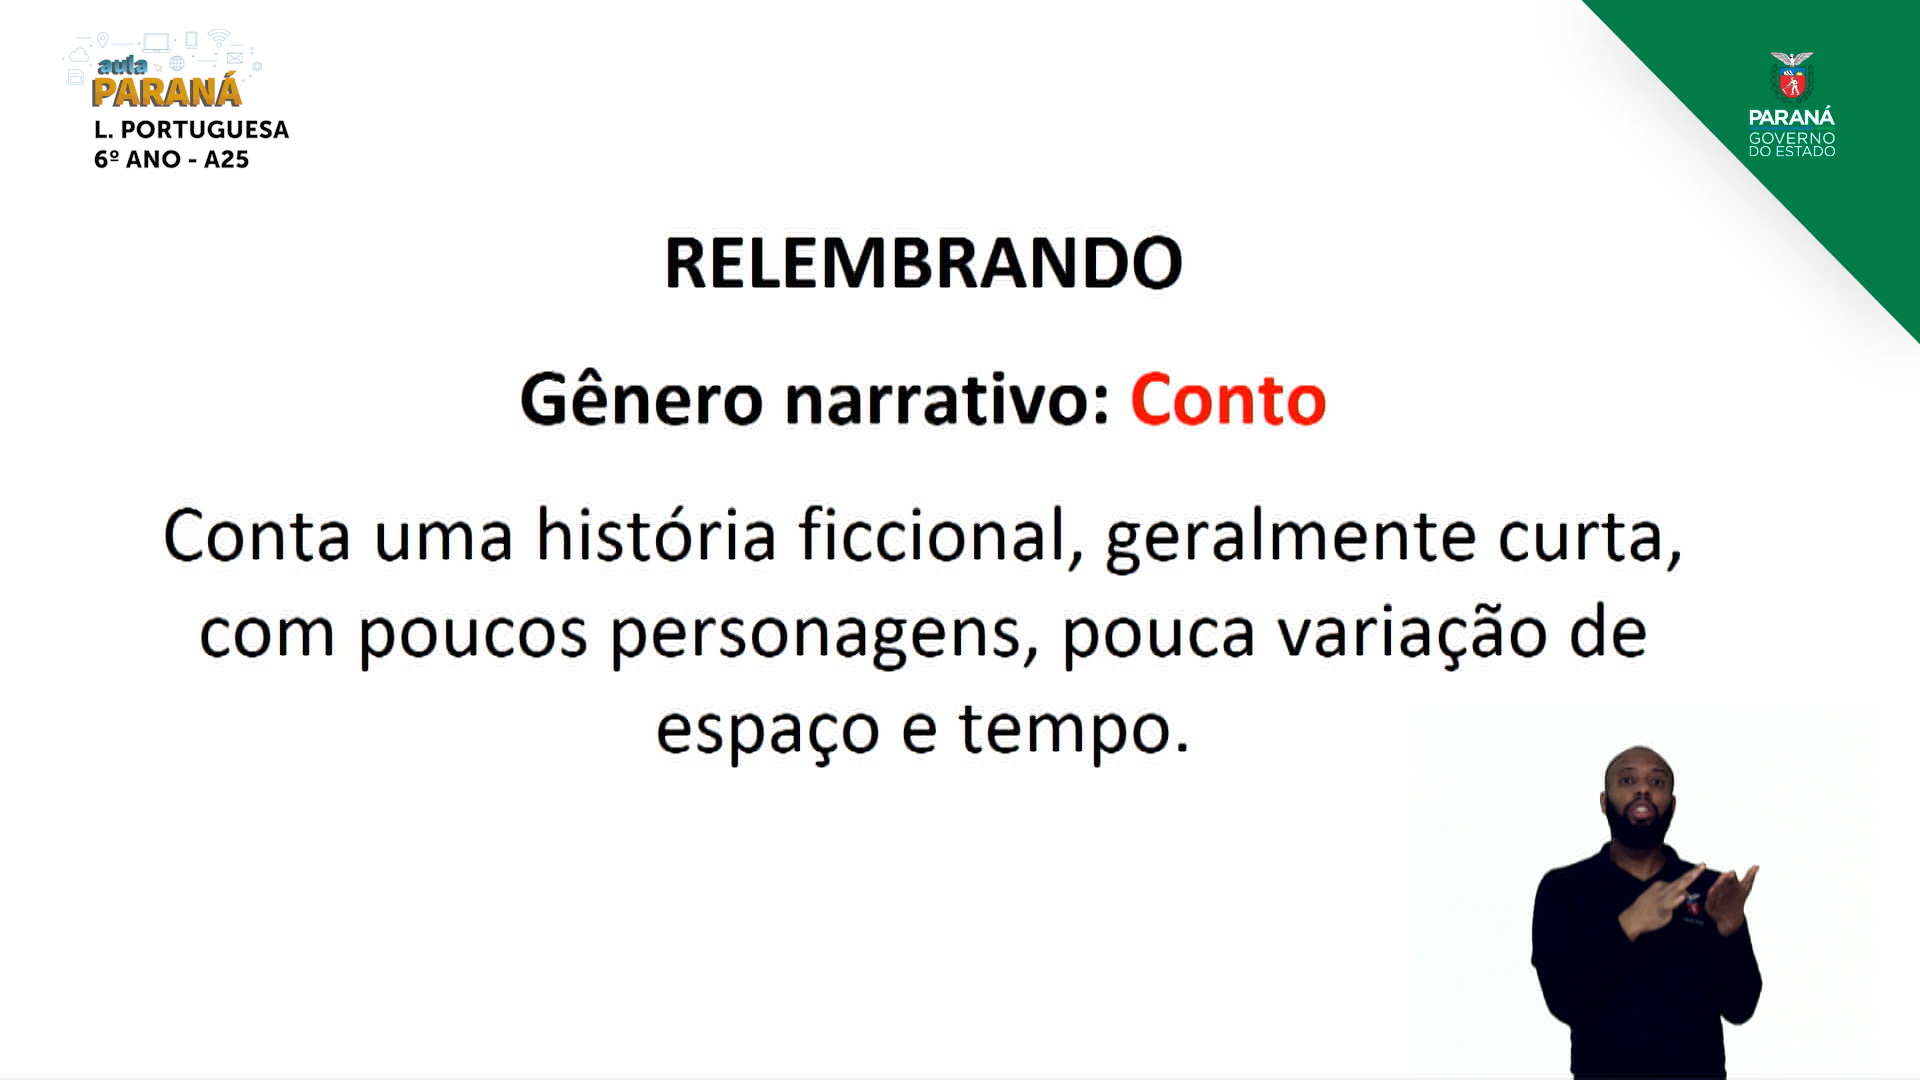 aula
PARANÁ
L. PORTUGUESA
6º ANO - A25
PARANÁ
GOVERNO
DO ESTADO
RELEMBRANDO
Gênero narrativo: Conto
Conta uma história ficcional, geralmente curta,
com poucos personagens, pouca variação de
espaço e tempo.